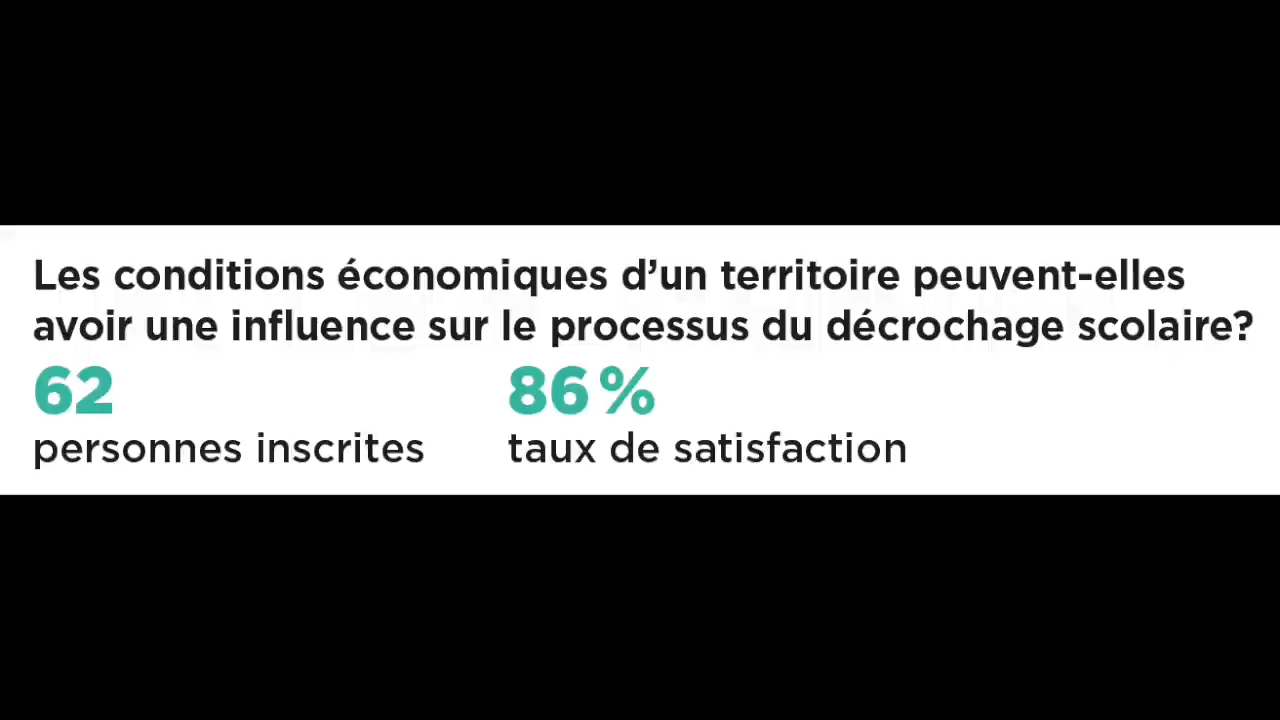 Les conditions économiques d’un territoire peuvent-elles
avoir une influence sur le processus du décrochage scolaire?
62 86 %
personnes inscrites taux de satisfaction